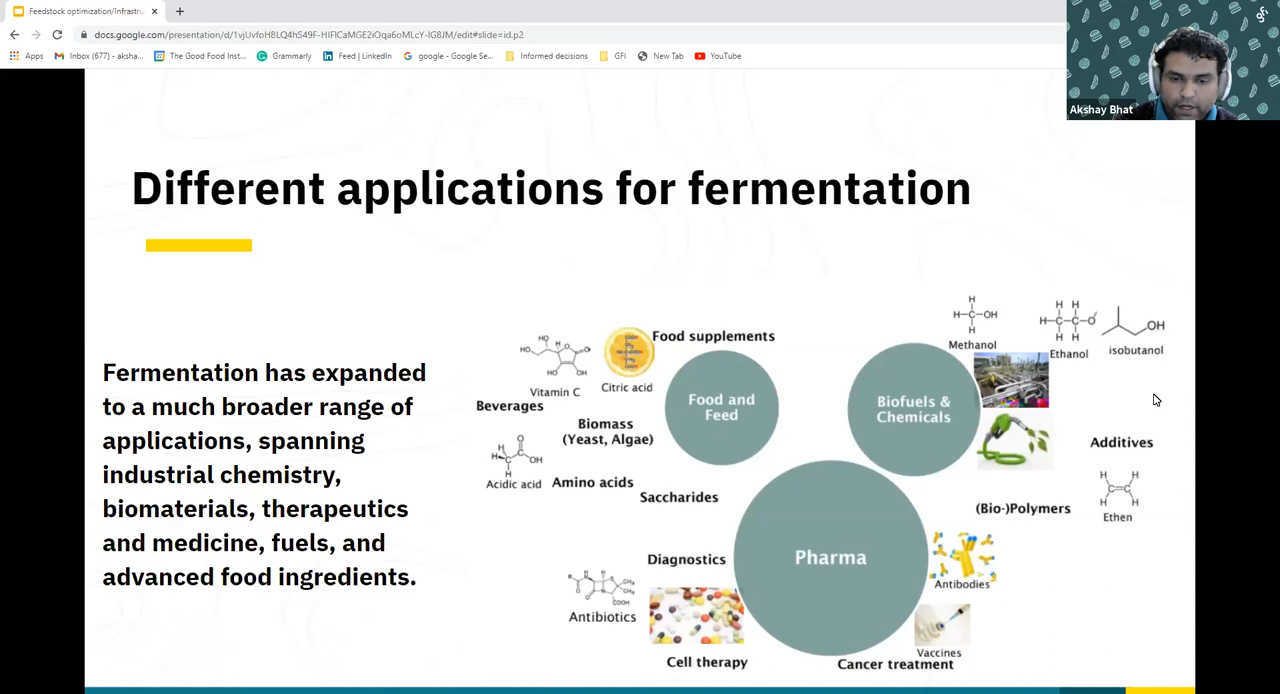 Feedstock optimization/Infrastru
docs.google.com/presentation/d/1vjUvfoH8LQ4hS49F-HIFlCaMGE2iOqa6oMLcY-IG8JM/edit#slide=id.p2
Apps
Inbox (677) - aksha...
The Good Food Inst...
Grammarly
Feed | LinkedIn
google - Google Se...
Informed decisions
GFI
New Tab
YouTube
gfi
Akshay Bhat
Different applications for fermentation
Fermentation has expanded
to a much broader range of
applications, spanning
industrial chemistry,
biomaterials, therapeutics
and medicine, fuels, and
advanced food ingredients.
Food supplements
Vitamin C
Citric acid
Beverages
Biomass
(Yeast, Algae)
Acidic acid
Amino acids
Saccharides
Food and
Feed
Biofuels &
Chemicals
Methanol
Ethanol
isobutanol
Additives
Ethen
(Bio-)Polymers
Pharma
Diagnostics
Antibiotics
Cell therapy
Antibodies
Vaccines
Cancer treatment